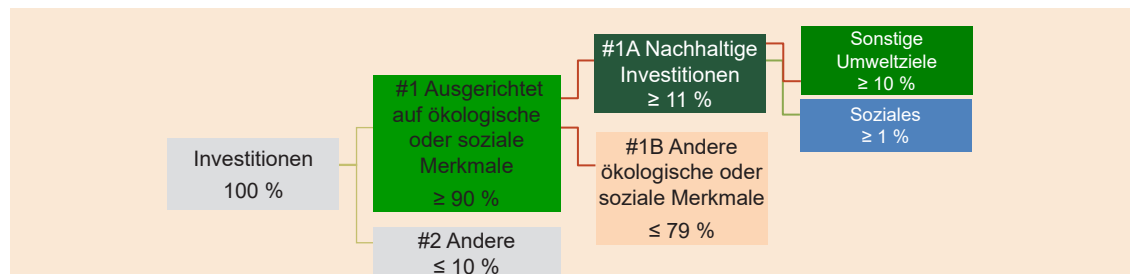 Investitionen
100 %
#1 Ausgerichtet
auf ökologische
oder soziale
Merkmale
≥ 90 %
#2 Andere
≤ 10 %
#1A Nachhaltige
Investitionen
≥ 11 %
#1B Andere
ökologische oder
soziale Merkmale
≤ 79 %
Sonstige
Umweltziele
≥ 10 %
Soziales
≥ 1 %